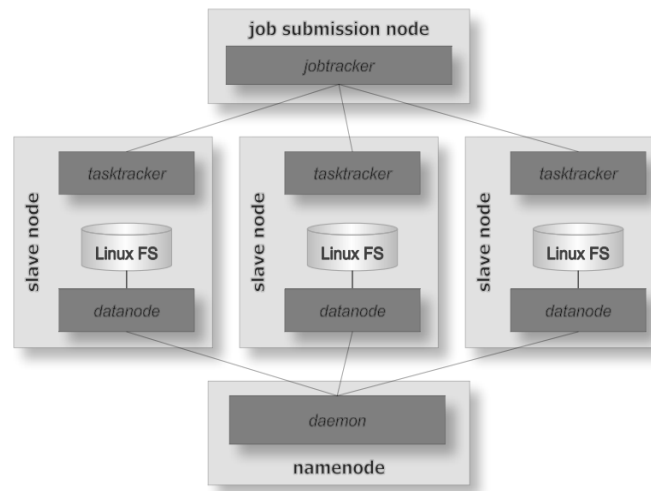 job submission node
jobtracker
slave node
tasktracker
Linux FS
datanode
slave node
tasktracker
Linux FS
datanode
slave node
tasktracker
Linux FS
datanode
daemon
namenode